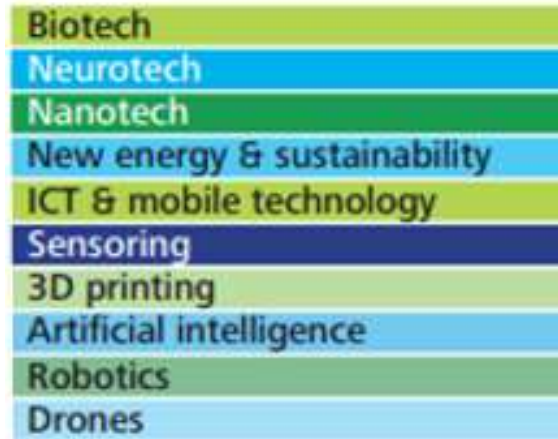 Biotech
Neurotech
Nanotech
New energy & sustainability
ICT & mobile technology
Sensoring
3D printing
Artificial intelligence
Robotics
Drones